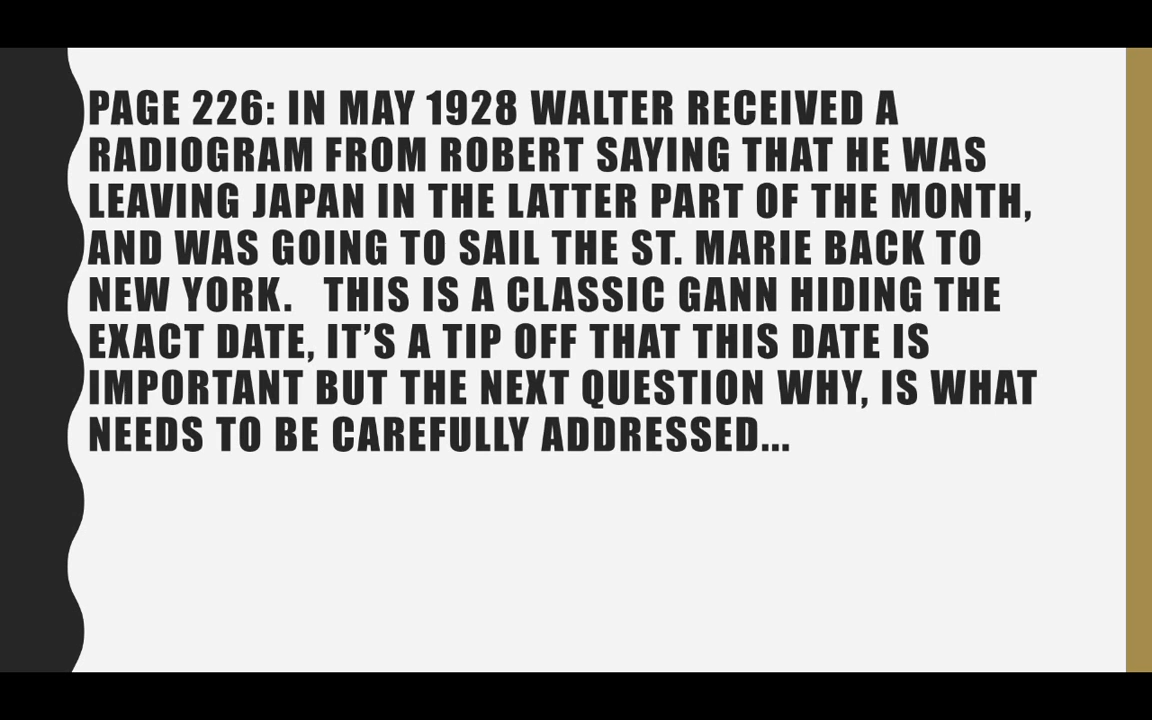 PAGE 226: IN MAY 1928 WALTER RECEIVED A
RADIOGRAM FROM ROBERT SAYING THAT HE WAS
LEAVING JAPAN IN THE LATTER PART OF THE MONTH,
AND WAS GOING TO SAIL THE ST. MARIE BACK TO
NEW YORK.   THIS IS A CLASSIC GANN HIDING THE
EXACT DATE, IT’S A TIP OFF THAT THIS DATE IS
IMPORTANT BUT THE NEXT QUESTION WHY, IS WHAT
NEEDS TO BE CAREFULLY ADDRESSED...